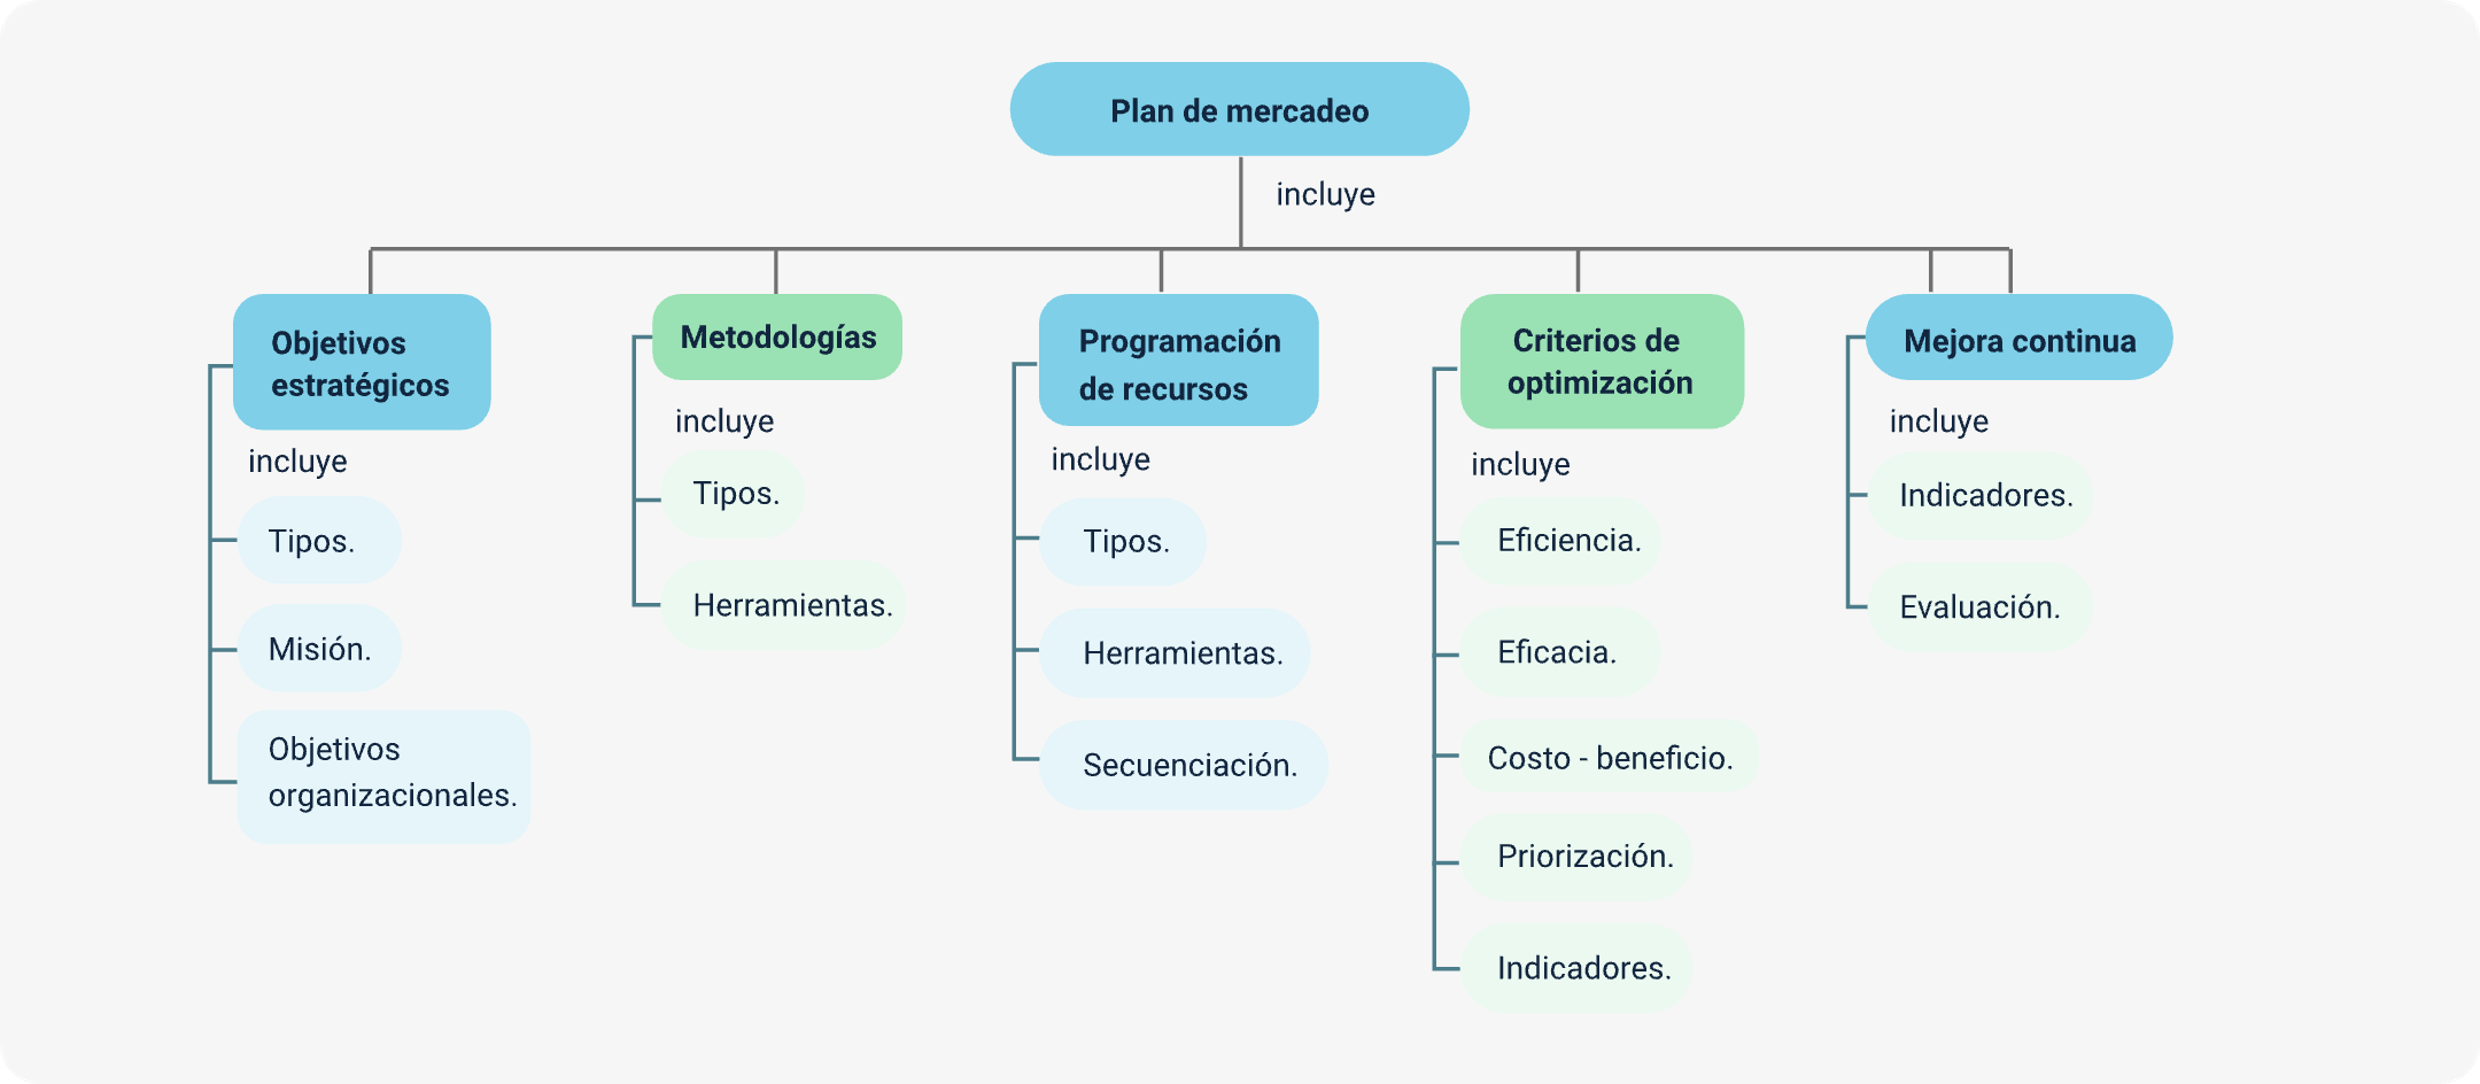 Plan de mercadeo
incluye
Objetivos
estratégicos
incluye
Tipos.
Misión.
Objetivos
organizacionales.
Metodologías
incluye
Tipos.
Herramientas.
Programación
de recursos
incluye
Tipos.
Herramientas.
Secuenciación.
Criterios de
optimización
incluye
Eficiencia.
Eficacia.
Costo - beneficio.
Priorización.
Indicadores.
Mejora continua
incluye
Indicadores.
Evaluación.